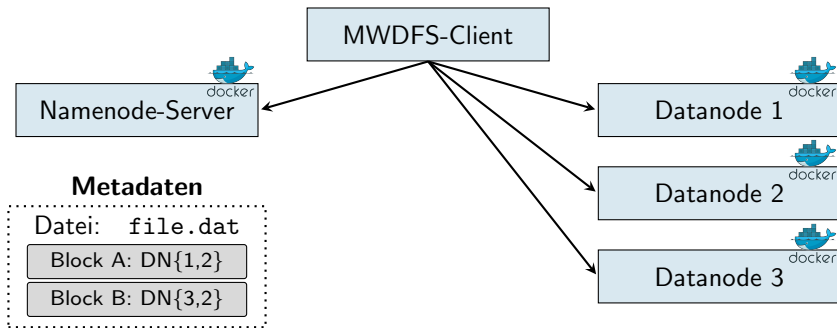 MWDFS-Client
docker
Namenode-Server
docker
Datanode 1
docker
Datanode 2
docker
Datanode 3
Metadaten
Datei: file.dat
Block A: DN{1,2}
Block B: DN{3,2}